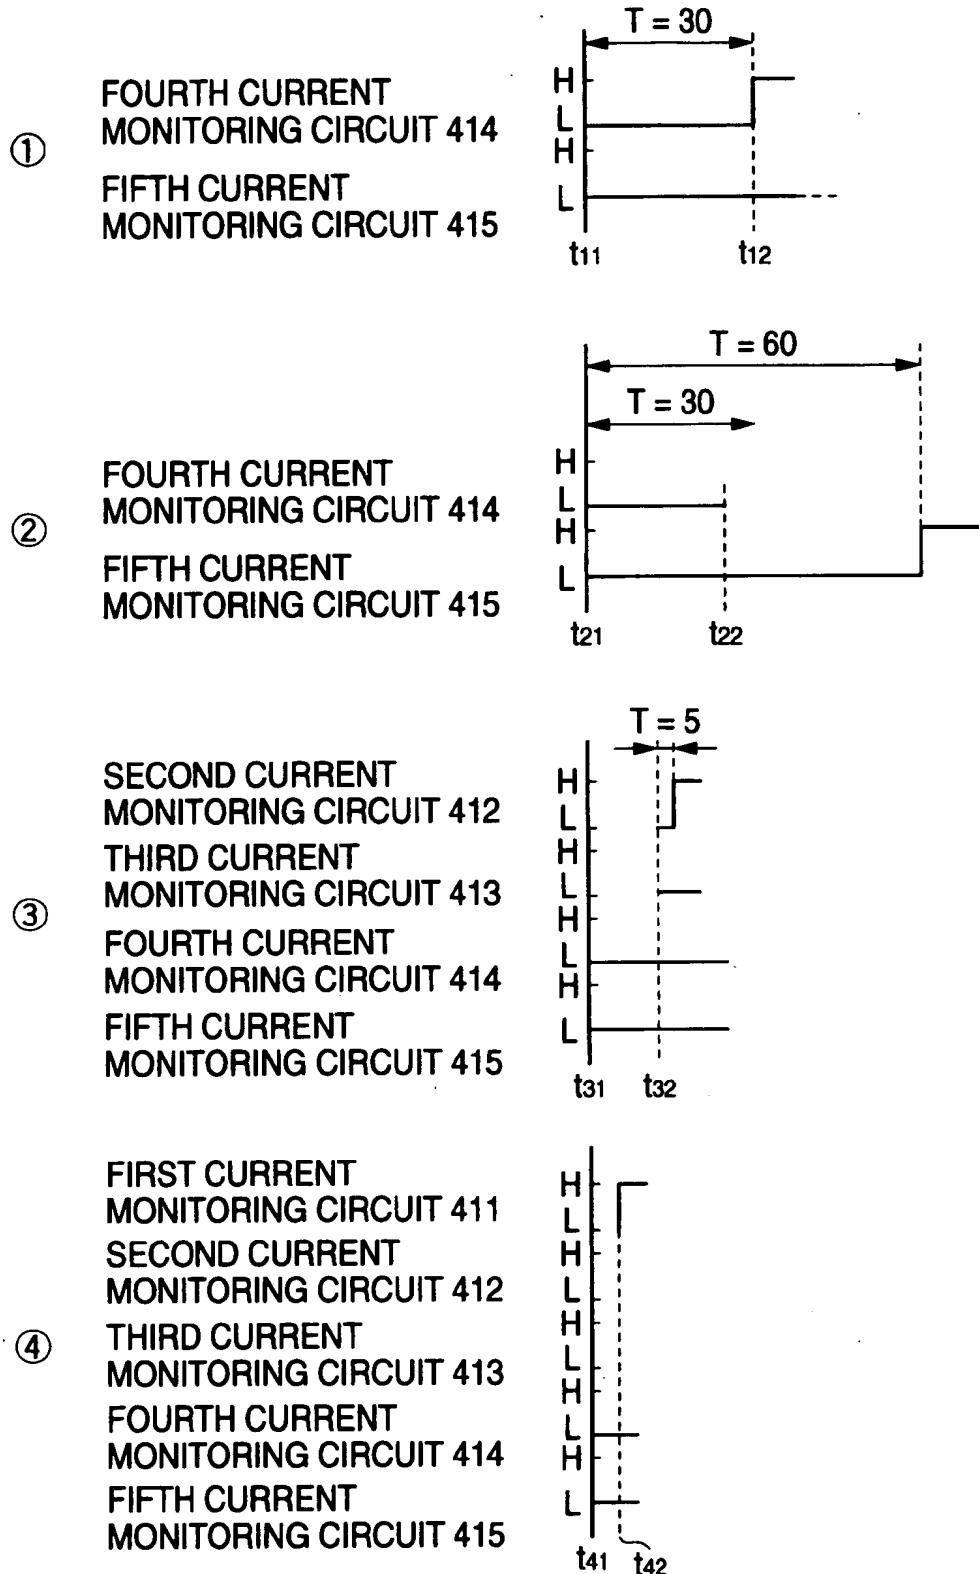 T = 30
①
FOURTH CURRENT
MONITORING CIRCUIT 414
H
L
FIFTH CURRENT
MONITORING CIRCUIT 415
H
L
t11
t12
T = 60
T = 30
②
FOURTH CURRENT
MONITORING CIRCUIT 414
H
L
FIFTH CURRENT
MONITORING CIRCUIT 415
H
L
t21
t22
T = 5
③
SECOND CURRENT
MONITORING CIRCUIT 412
H
L
THIRD CURRENT
MONITORING CIRCUIT 413
H
L
FOURTH CURRENT
MONITORING CIRCUIT 414
H
L
FIFTH CURRENT
MONITORING CIRCUIT 415
H
L
t31
t32
④
FIRST CURRENT
MONITORING CIRCUIT 411
H
L
SECOND CURRENT
MONITORING CIRCUIT 412
H
L
THIRD CURRENT
MONITORING CIRCUIT 413
H
L
FOURTH CURRENT
MONITORING CIRCUIT 414
H
L
FIFTH CURRENT
MONITORING CIRCUIT 415
H
L
t41
t42